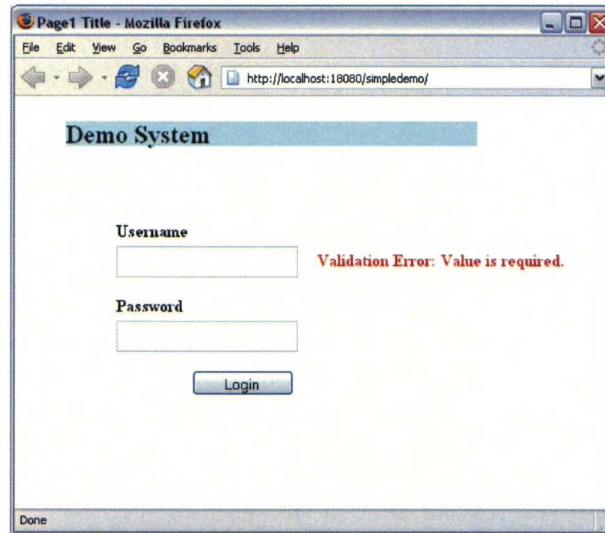 Page1 Title - Mozilla Firefox
File Edit View Go Bookmarks Tools Help
http://localhost:18080/simpledemo/
Demo System
Username
Validation Error: Value is required.
Password
Login
Done